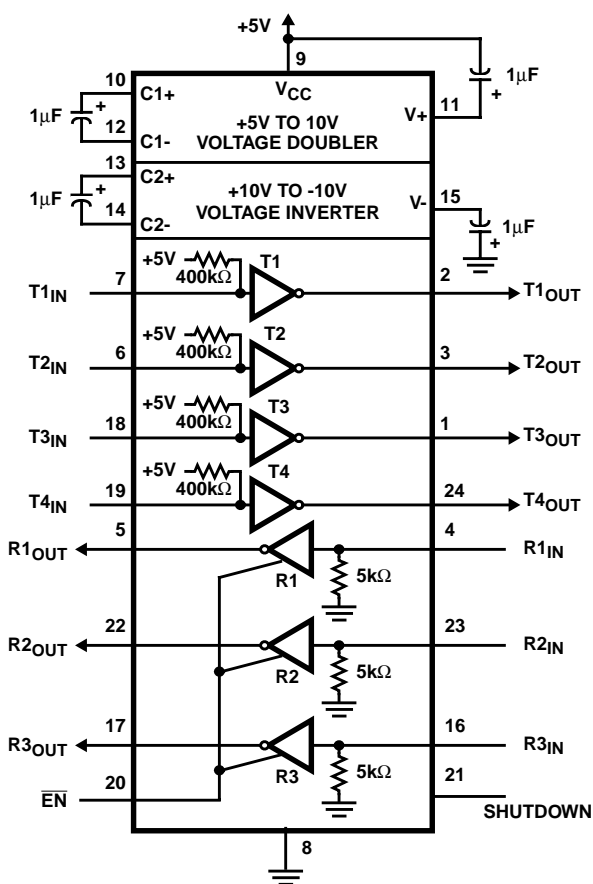 +5V
9
10
1μF
+
12
13
1μF
+
14
C1+
C1-
C2+
C2-
VCC
+5V TO 10V
VOLTAGE DOUBLER
+10V TO -10V
VOLTAGE INVERTER
V+
11
1μF
+
V-
15
1μF
+
T1IN
7
+5V
400kΩ
T1
2
T1OUT
T2IN
6
+5V
400kΩ
T2
3
T2OUT
T3IN
18
+5V
400kΩ
T3
1
T3OUT
T4IN
19
+5V
400kΩ
T4
24
T4OUT
R1OUT
5
R1
5kΩ
4
R1IN
R2OUT
22
R2
5kΩ
23
R2IN
R3OUT
17
R3
5kΩ
16
R3IN
EN
20
21
SHUTDOWN
8